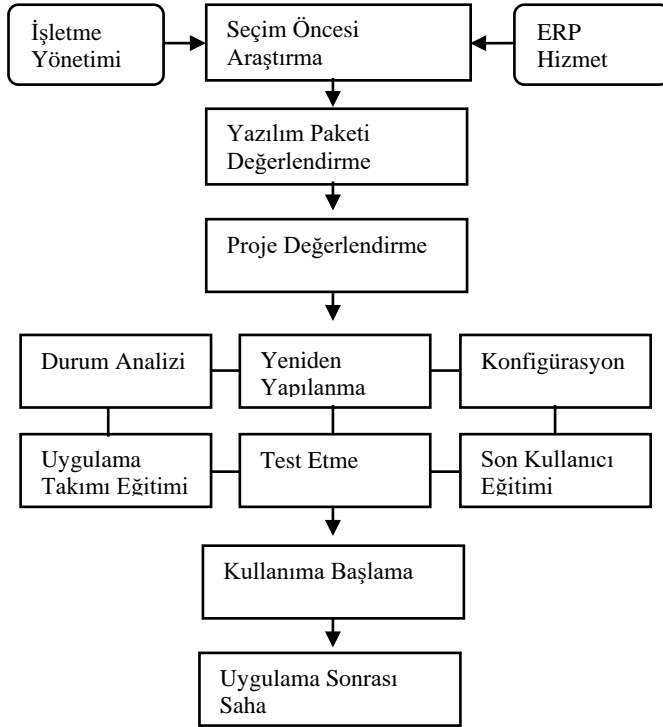 İşletme
Yönetimi
Seçim Öncesi
Araştırma
ERP
Hizmet
Yazılım Paketi
Değerlendirme
Proje Değerlendirme
Durum Analizi
Yeniden
Yapılanma
Konfigürasyon
Uygulama
Takımı Eğitimi
Test Etme
Son Kullanıcı
Eğitimi
Kullanıma Başlama
Uygulama Sonrası
Saha